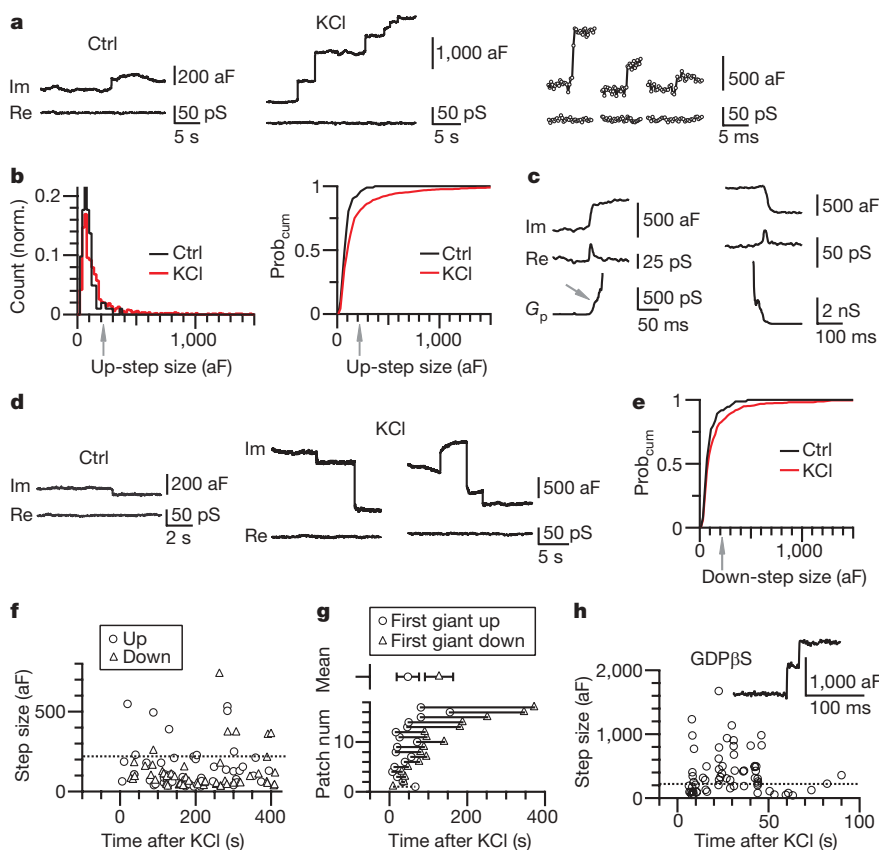 a
Ctrl
KCl
Im
Re
200 aF
50 pS
5 s
1,000 aF
50 pS
5 s
500 aF
50 pS
5 ms
b
Count (norm.)
0.2
0.1
0
Ctrl
KCl
0
1,000
Up-step size (aF)
Prob cum
1
0.5
0
Ctrl
KCl
0
1,000
Up-step size (aF)
c
Im
Re
Gp
500 aF
25 pS
500 pS
50 ms
500 aF
50 pS
2 nS
100 ms
d
Ctrl
Im
Re
200 aF
50 pS
2 s
KCl
Im
Re
500 aF
50 pS
5 s
e
Prob cum
1
0.5
0
Ctrl
KCl
0
1,000
Down-step size (aF)
f
Up
Down
Step size (aF)
500
0
0
200
400
Time after KCl (s)
g
First giant up
First giant down
Mean
Patch num
10
0
0
200
400
Time after KCl (s)
h
GDPβS
1,000 aF
100 ms
Step size (aF)
2,000
1,000
0
0
50
100
Time after KCl (s)